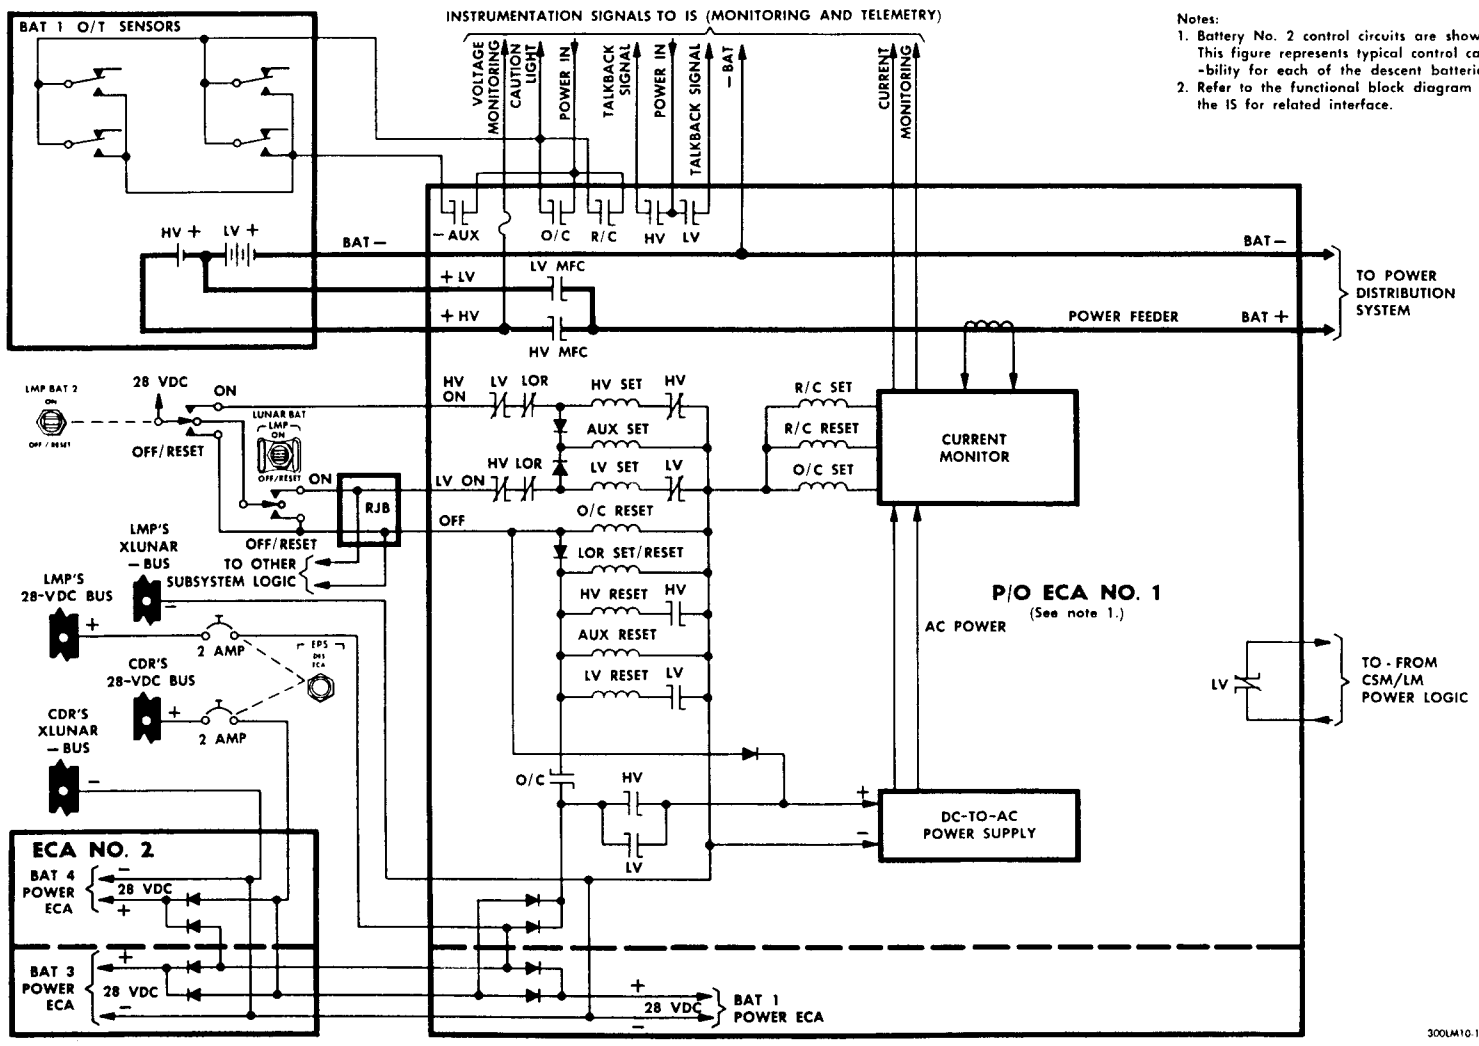 INSTRUMENTATION SIGNALS TO IS (MONITORING AND TELEMETRY)
BAT 1 O/T SENSORS
VOLTAGE
MONITORING
CAUTION
LIGHT
POWER IN
TALKBACK
SIGNAL
POWER IN
TALKBACK SIGNAL
- BAT
CURRENT
MONITORING
Notes:
1. Battery No. 2 control circuits are show
This figure represents typical control ca
-bility for each of the descent batteri
2. Refer to the functional block diagram
the IS for related interface.
- AUX
O/C
R/C
HV
LV
HV +
LV +
BAT -
BAT -
+ LV
LV MFC
+ HV
HV MFC
POWER FEEDER
BAT +
TO POWER
DISTRIBUTION
SYSTEM
LMP BAT 2
ON
OFF / RESET
28 VDC
ON
OFF/RESET
LUNAR BAT
LMP
ON
OFF/RESET
ON
OFF/RESET
RJB
TO OTHER
SUBSYSTEM LOGIC
HV
ON
LV
LOR
HV SET
HV
AUX SET
LV ON
HV
LOR
LV SET
LV
OFF
O/C RESET
LOR SET/RESET
HV RESET
HV
AUX RESET
LV RESET
LV
R/C SET
R/C RESET
O/C SET
CURRENT
MONITOR
LMP'S
XLUNAR
- BUS
-
LMP'S
28-VDC BUS
+
2 AMP
EPS
DES
ECA
CDR'S
28-VDC BUS
+
2 AMP
CDR'S
XLUNAR
- BUS
-
P/O ECA NO. 1
(See note 1.)
AC POWER
LV
TO - FROM
CSM/LM
POWER LOGIC
O/C
HV
LV
+
-
DC-TO-AC
POWER SUPPLY
ECA NO. 2
BAT 4
POWER
ECA
-
28 VDC
+
BAT 3
POWER
ECA
+
28 VDC
-
+
28 VDC
-
BAT 1
POWER ECA
300LM10-1